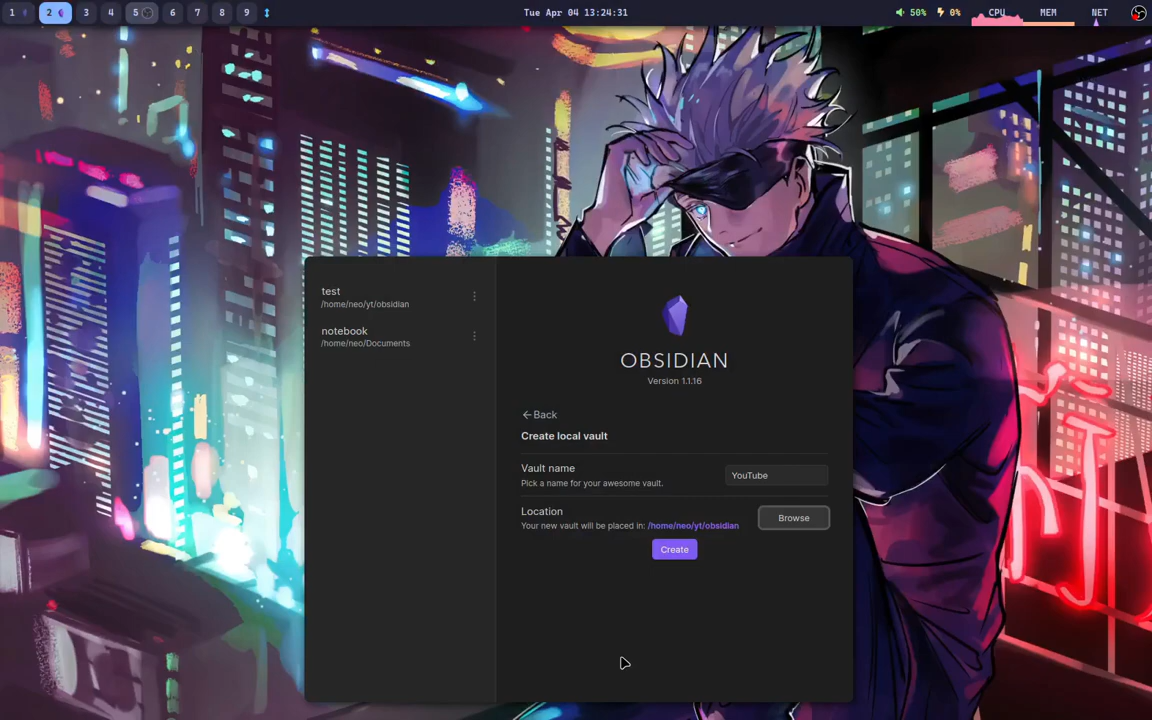 1 2 3 4 5 6 7 8 9 Tue Apr 04 13:24:31 50% 0% CPU MEM NET
test
/home/neo/yt/obsidian
notebook
/home/neo/Documents
OBSIDIAN
Version 1.1.16
Back
Create local vault
Vault name
Pick a name for your awesome vault.
YouTube
Location
Your new vault will be placed in: /home/neo/yt/obsidian
Browse
Create